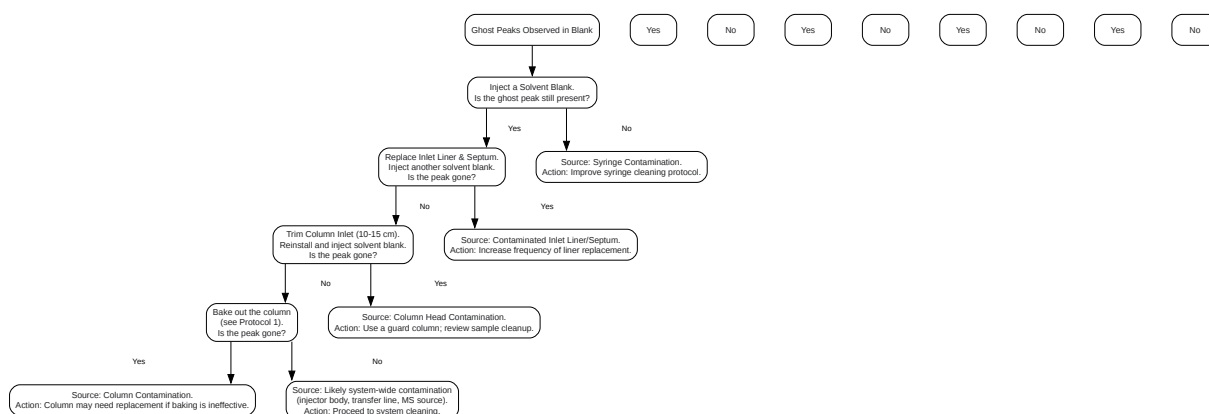 Ghost Peaks Observed in Blank
Yes
No
Yes
No
Yes
No
Yes
No
Inject a Solvent Blank.
Is the ghost peak still present?
Yes
No
Replace Inlet Liner & Septum.
Inject another solvent blank.
Is the peak gone?
Source: Syringe Contamination.
Action: Improve syringe cleaning protocol.
No
Yes
Trim Column Inlet (10-15 cm).
Reinstall and inject solvent blank.
Is the peak gone?
Source: Contaminated Inlet Liner/Septum.
Action: Increase frequency of liner replacement.
No
Yes
Bake out the column
(see Protocol 1).
Is the peak gone?
Source: Column Head Contamination.
Action: Use a guard column; review sample cleanup.
Yes
No
Source: Column Contamination.
Action: Column may need replacement if baking is ineffective.
Source: Likely system-wide contamination
(injector body, transfer line, MS source).
Action: Proceed to system cleaning.